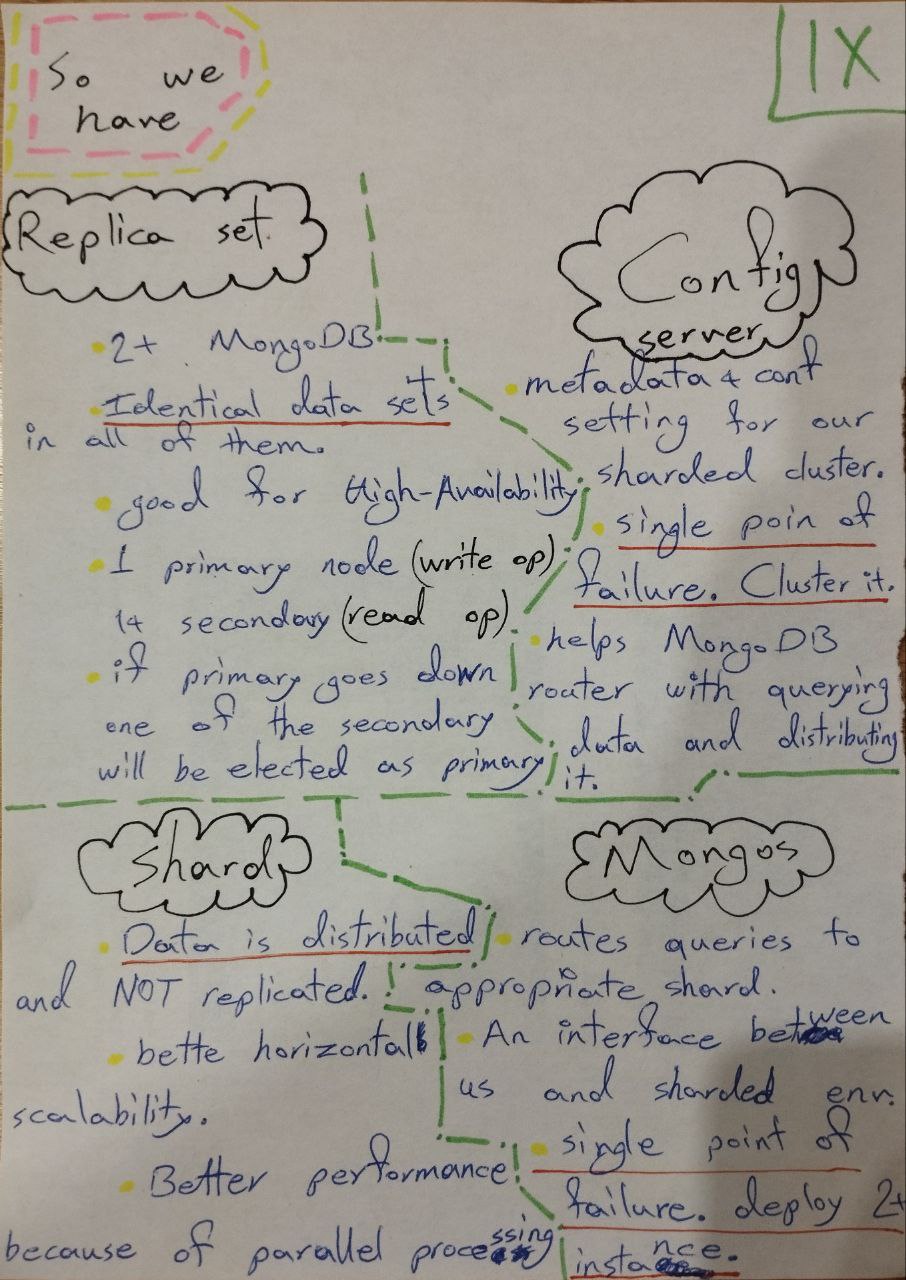 So we
have
IX
Replica set
2+ MongoDB
Identical data sets
in all of them.
good for High-Availability
1 primary node (write op)
1+ secondary (read op)
if primary goes down
one of the secondary
will be elected as primary
Config
server
metadata + conf
setting for our
sharded cluster.
single poin of
failure. Cluster it.
helps MongoDB
router with querying
data and distributing
it.
Shard
Data is distributed
and NOT replicated.
bette horizontal
scalability.
Better performance
because of parallel processing
Mongos
routes queries to
appropriate shard.
An interface between
us and sharded env.
single point of
failure. deploy 2+
instance.